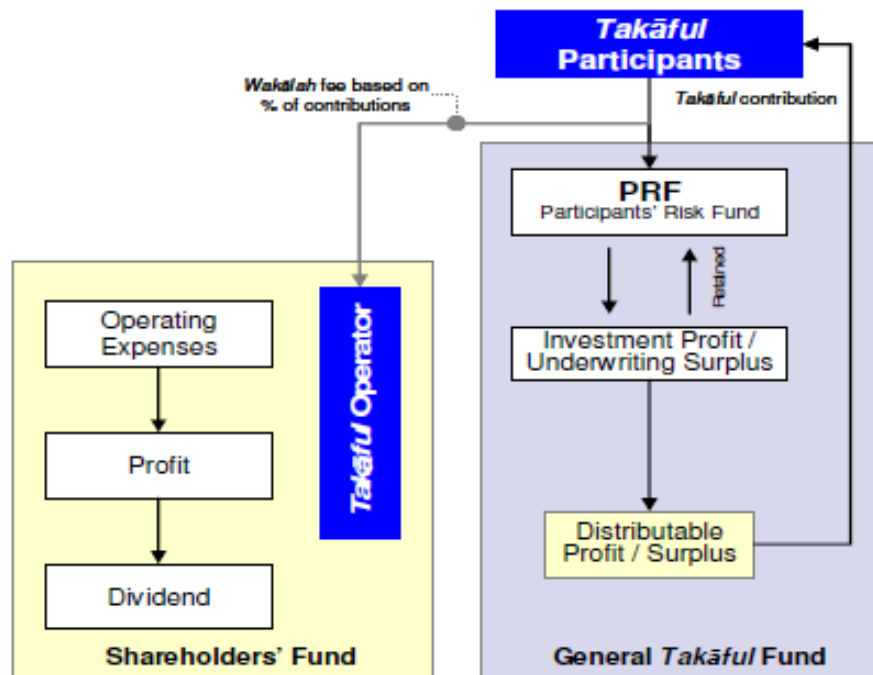 Takāful
Participants
Wakālah fee based on
% of contributions
Takāful contribution
PRF
Participants' Risk Fund
Retained
Operating
Expenses
Takāful Operator
Investment Profit /
Underwriting Surplus
Profit
Distributable
Profit / Surplus
Dividend
Shareholders' Fund
General Takāful Fund